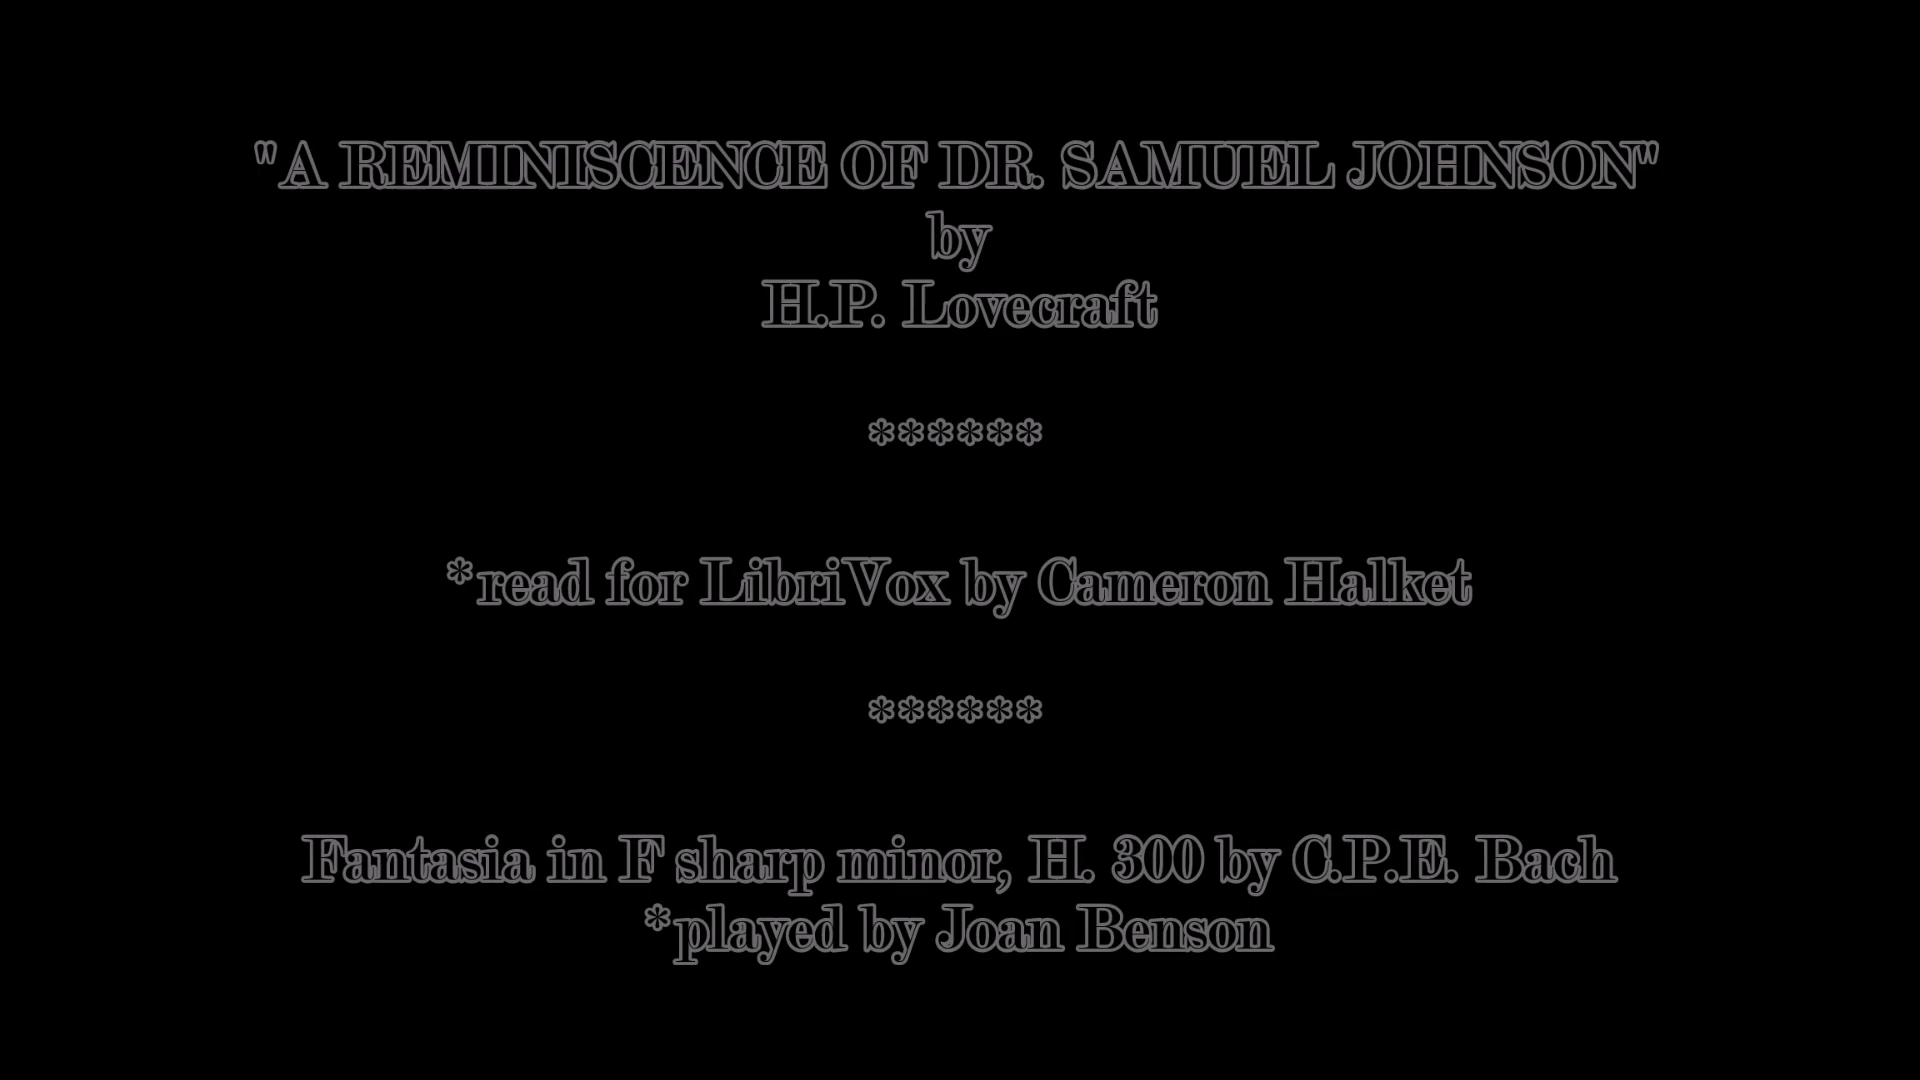 "A REMINISCENCE OF DR. SAMUEL JOHNSON"
by
H.P. Lovecraft
******
*read for LibriVox by Cameron Halket
******
Fantasia in F sharp minor, H. 300 by C.P.E. Bach
*played by Joan Benson